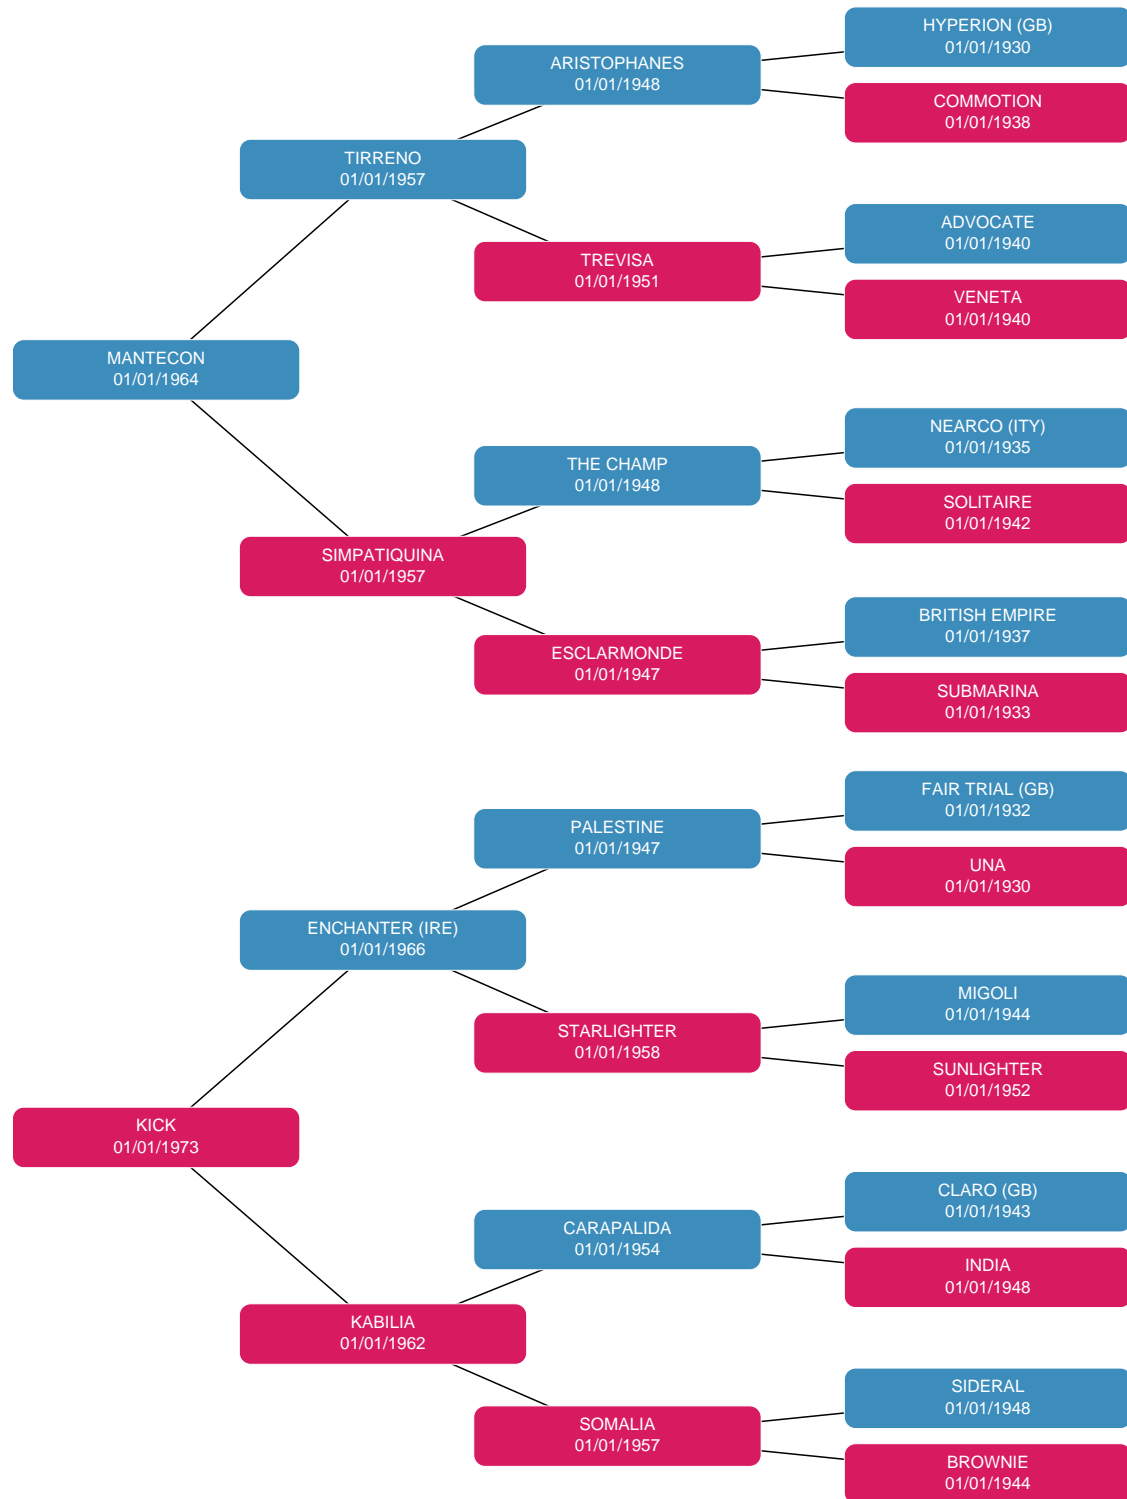 HYPERION (GB)
01/01/1930
ARISTOPHANES
01/01/1948
COMMOTION
01/01/1938
TIRRENO
01/01/1957
ADVOCATE
01/01/1940
TREVISA
01/01/1951
VENETA
01/01/1940
MANTECON
01/01/1964
NEARCO (ITY)
01/01/1935
THE CHAMP
01/01/1948
SOLITAIRE
01/01/1942
SIMPATIQUINA
01/01/1957
BRITISH EMPIRE
01/01/1937
ESCLARMONDE
01/01/1947
SUBMARINA
01/01/1933
FAIR TRIAL (GB)
01/01/1932
PALESTINE
01/01/1947
UNA
01/01/1930
ENCHANTER (IRE)
01/01/1966
MIGOLI
01/01/1944
STARLIGHTER
01/01/1958
SUNLIGHTER
01/01/1952
KICK
01/01/1973
CLARO (GB)
01/01/1943
CARAPALIDA
01/01/1954
INDIA
01/01/1948
KABILIA
01/01/1962
SIDERAL
01/01/1948
SOMALIA
01/01/1957
BROWNIE
01/01/1944